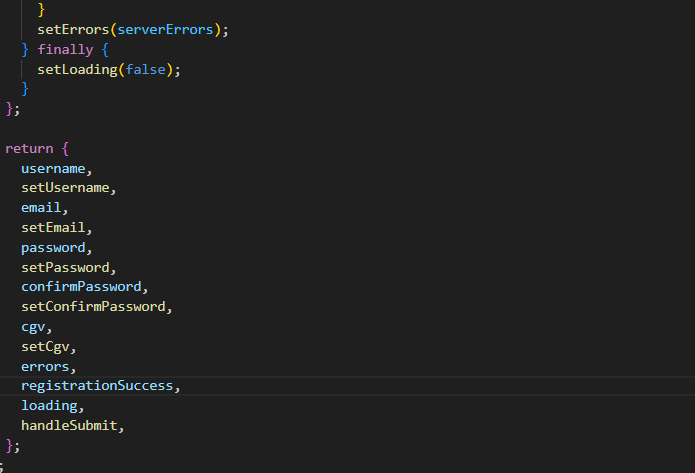 }
setErrors(serverErrors);
} finally {
setLoading(false);
}
};
return {
username,
setUsername,
email,
setEmail,
password,
setPassword,
confirmPassword,
setConfirmPassword,
cgv,
setCgv,
errors,
registrationSuccess,
loading,
handleSubmit,
};
;